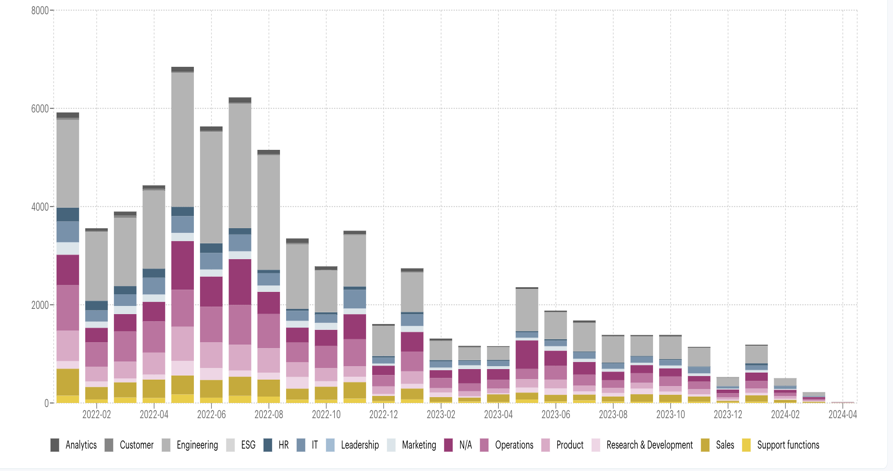 8000
6000
4000
2000
0
2022-02 2022-04 2022-06 2022-08 2022-10 2022-12 2023-02 2023-04 2023-06 2023-08 2023-10 2023-12 2024-02 2024-04
Analytics Customer Engineering ESG HR IT Leadership Marketing N/A Operations Product Research & Development Sales Support functions